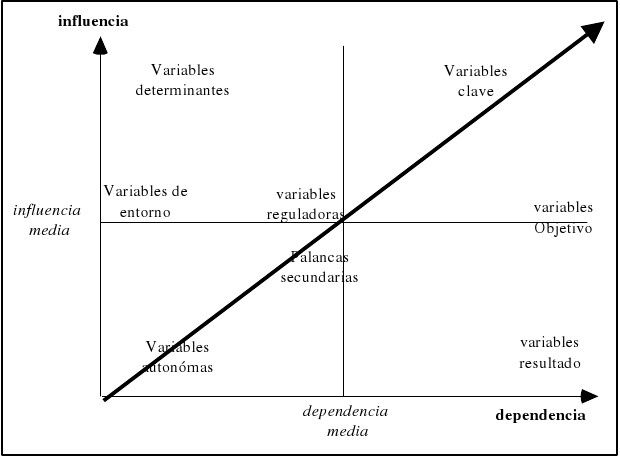 influencia
Variables
determinantes
Variables
clave
Variables de
entorno
variables
reguladoras
influencia
media
variables
Objetivo
Palancas
secundarias
Variables
autonómas
variables
resultado
dependencia
media
dependencia